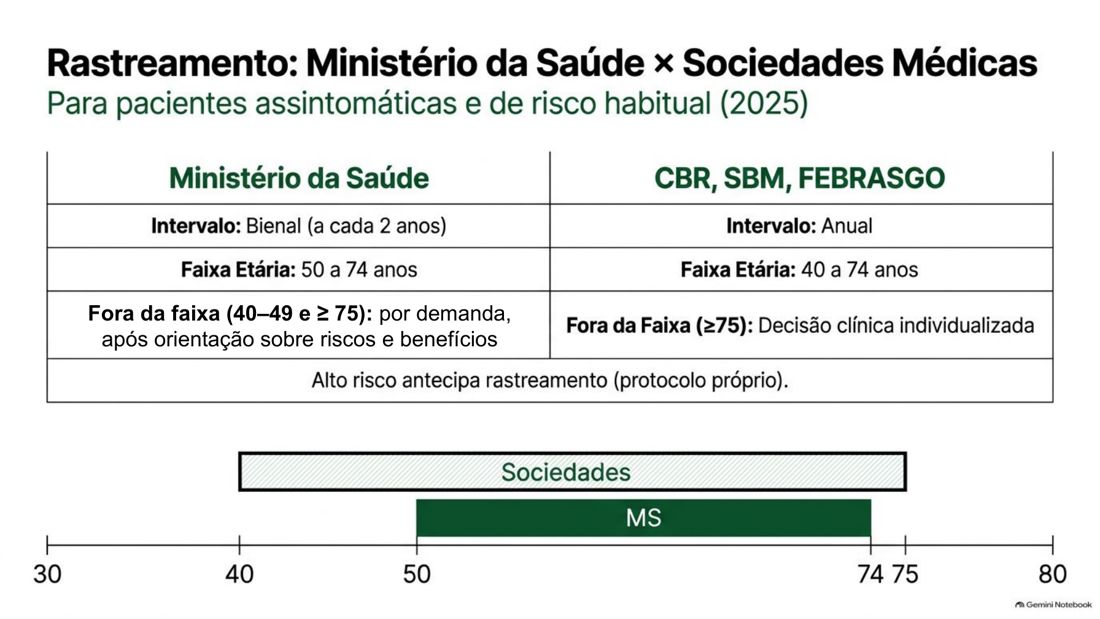 Rastreamento: Ministério da Saúde × Sociedades Médicas
Para pacientes assintomáticas e de risco habitual (2025)
Ministério da Saúde
CBR, SBM, FEBRASGO
Intervalo: Bienal (a cada 2 anos)
Intervalo: Anual
Faixa Etária: 50 a 74 anos
Faixa Etária: 40 a 74 anos
Fora da faixa (40–49 e ≥ 75): por demanda,
após orientação sobre riscos e benefícios
Fora da Faixa (≥75): Decisão clínica individualizada
Alto risco antecipa rastreamento (protocolo próprio).
Sociedades
MS
30 40 50 74 75 80
Gemini Notebook